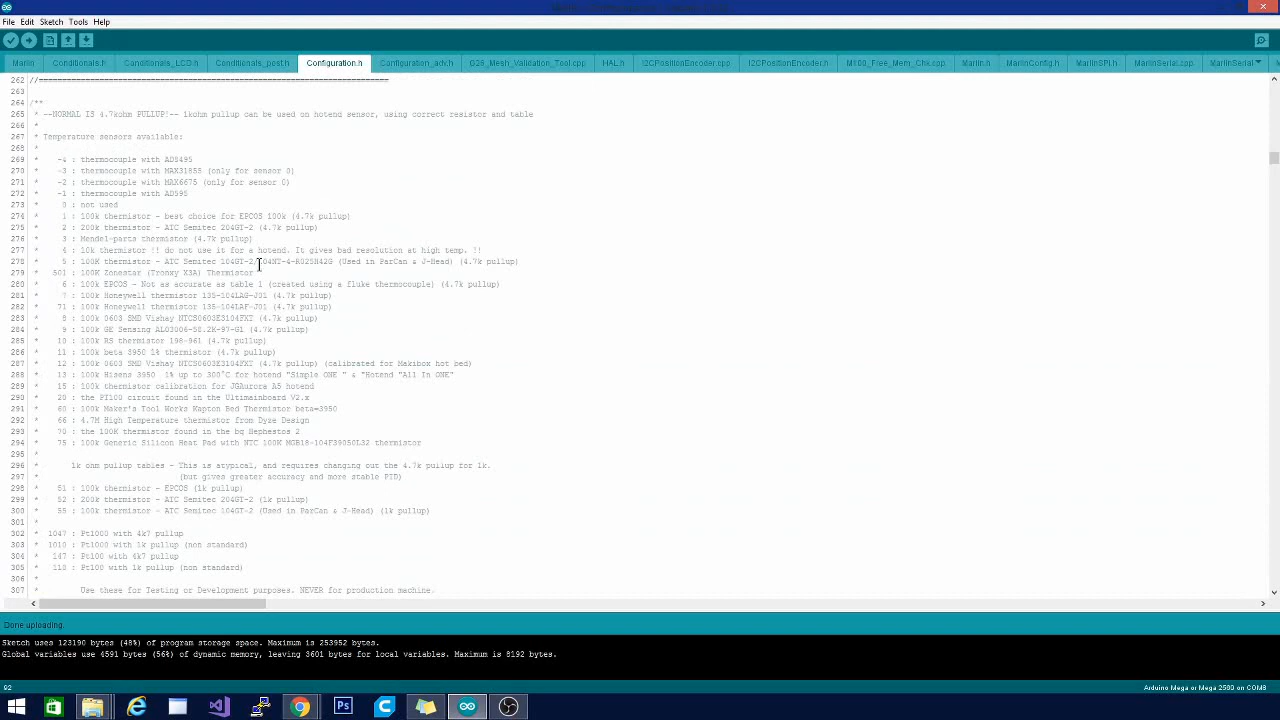 File Edit Sketch Tools Help
Marlin Conditionals.h Conditionals_LCD.h Conditionals_post.h Configuration.h Configuration_adv.h G26_Mesh_Validation_Tool.cpp HAL.h I2CPositionEncoder.cpp I2CPositionEncoder.h M100_Free_Mem_Chk.cpp Marlin.h MarlinConfig.h MarlinSPI.h MarlinSerial.cpp MarlinSerial
262 //===========================================================================
263
264 /**
265 * --NORMAL IS 4.7kohm PULLUP!-- 1kohm pullup can be used on hotend sensor, using correct resistor and table
266 *
267 * Temperature sensors available:
268 *
269 * -4 : thermocouple with AD8495
270 * -3 : thermocouple with MAX31855 (only for sensor 0)
271 * -2 : thermocouple with MAX6675 (only for sensor 0)
272 * -1 : thermocouple with AD595
273 * 0 : not used
274 * 1 : 100k thermistor - best choice for EPCOS 100k (4.7k pullup)
275 * 2 : 200k thermistor - ATC Semitec 204GT-2 (4.7k pullup)
276 * 3 : Mendel-parts thermistor (4.7k pullup)
277 * 4 : 10k thermistor !! do not use it for a hotend. It gives bad resolution at high temp. !!
278 * 5 : 100K thermistor - ATC Semitec 104GT-2/104NT-4-R025H42G (Used in ParCan & J-Head) (4.7k pullup)
279 * 501 : 100K Zonestar (Tronxy X3A) Thermistor
280 * 6 : 100k EPCOS - Not as accurate as table 1 (created using a fluke thermocouple) (4.7k pullup)
281 * 7 : 100k Honeywell thermistor 135-104LAG-J01 (4.7k pullup)
282 * 71 : 100k Honeywell thermistor 135-104LAF-J01 (4.7k pullup)
283 * 8 : 100k 0603 SMD Vishay NTCS0603E3104FXT (4.7k pullup)
284 * 9 : 100k GE Sensing AL03006-58.2K-97-G1 (4.7k pullup)
285 * 10 : 100k RS thermistor 198-961 (4.7k pullup)
286 * 11 : 100k beta 3950 1% thermistor (4.7k pullup)
287 * 12 : 100k 0603 SMD Vishay NTCS0603E3104FXT (4.7k pullup) (calibrated for Makibox hot bed)
288 * 13 : 100k Hisens 3950 1% up to 300°C for hotend "Simple ONE " & "Hotend "All In ONE"
289 * 15 : 100k thermistor calibration for JGAurora A5 hotend
290 * 20 : the PT100 circuit found in the Ultimainboard V2.x
291 * 60 : 100k Maker's Tool Works Kapton Bed Thermistor beta=3950
292 * 66 : 4.7M High Temperature thermistor from Dyze Design
293 * 70 : the 100K thermistor found in the bq Hephestos 2
294 * 75 : 100k Generic Silicon Heat Pad with NTC 100K MGB18-104F39050L32 thermistor
295 *
296 * 1k ohm pullup tables - This is atypical, and requires changing out the 4.7k pullup for 1k.
297 * (but gives greater accuracy and more stable PID)
298 * 51 : 100k thermistor - EPCOS (1k pullup)
299 * 52 : 200k thermistor - ATC Semitec 204GT-2 (1k pullup)
300 * 55 : 100k thermistor - ATC Semitec 104GT-2 (Used in ParCan & J-Head) (1k pullup)
301 *
302 * 1047 : Pt1000 with 4k7 pullup
303 * 1010 : Pt1000 with 1k pullup (non standard)
304 * 147 : Pt100 with 4k7 pullup
305 * 110 : Pt100 with 1k pullup (non standard)
306 *
307 * Use these for Testing or Development purposes. NEVER for production machine.
Done uploading.
Sketch uses 123190 bytes (48%) of program storage space. Maximum is 253952 bytes.
Global variables use 4591 bytes (56%) of dynamic memory, leaving 3601 bytes for local variables. Maximum is 8192 bytes.
92 Arduino Mega or Mega 2560 on COM8
Ps